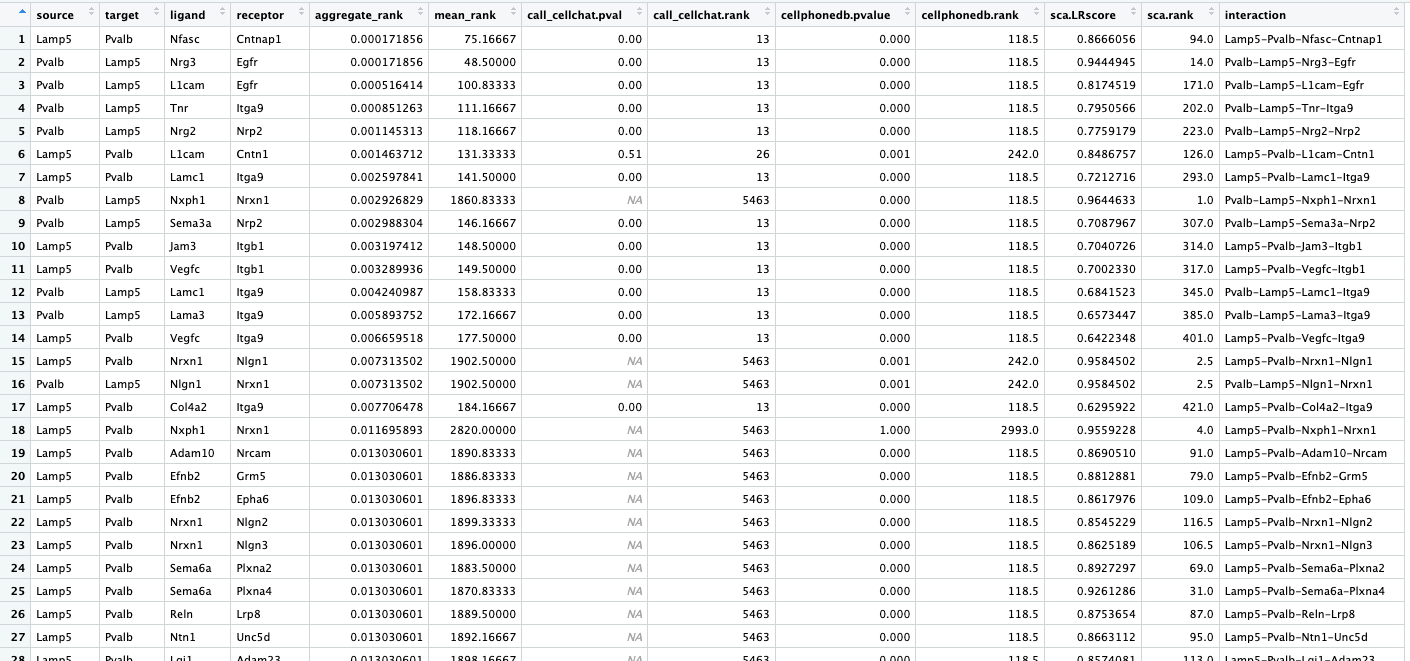 source target ligand receptor aggregate_rank mean_rank call_cellchat.pval call_cellchat.rank cellphonedb.pvalue cellphonedb.rank sca.LRscore sca.rank interaction
1 Lamp5 Pvalb Nfasc Cntnap1 0.000171856 75.16667 0.00 13 0.000 118.5 0.8666056 94.0 Lamp5-Pvalb-Nfasc-Cntnap1
2 Pvalb Lamp5 Nrg3 Egfr 0.000171856 48.50000 0.00 13 0.000 118.5 0.9444945 14.0 Pvalb-Lamp5-Nrg3-Egfr
3 Pvalb Lamp5 L1cam Egfr 0.000516414 100.83333 0.00 13 0.000 118.5 0.8174519 171.0 Pvalb-Lamp5-L1cam-Egfr
4 Pvalb Lamp5 Tnr Itga9 0.000851263 111.16667 0.00 13 0.000 118.5 0.7950566 202.0 Pvalb-Lamp5-Tnr-Itga9
5 Pvalb Lamp5 Nrg2 Nrp2 0.001145313 118.16667 0.00 13 0.000 118.5 0.7759179 223.0 Pvalb-Lamp5-Nrg2-Nrp2
6 Lamp5 Pvalb L1cam Cntn1 0.001463712 131.33333 0.51 26 0.001 242.0 0.8486757 126.0 Lamp5-Pvalb-L1cam-Cntn1
7 Lamp5 Pvalb Lamc1 Itga9 0.002597841 141.50000 0.00 13 0.000 118.5 0.7212716 293.0 Lamp5-Pvalb-Lamc1-Itga9
8 Pvalb Lamp5 Nxph1 Nrxn1 0.002926829 1860.83333 NA 5463 0.000 118.5 0.9644633 1.0 Pvalb-Lamp5-Nxph1-Nrxn1
9 Pvalb Lamp5 Sema3a Nrp2 0.002988304 146.16667 0.00 13 0.000 118.5 0.7087967 307.0 Pvalb-Lamp5-Sema3a-Nrp2
10 Lamp5 Pvalb Jam3 Itgb1 0.003197412 148.50000 0.00 13 0.000 118.5 0.7040726 314.0 Lamp5-Pvalb-Jam3-Itgb1
11 Lamp5 Pvalb Vegfc Itgb1 0.003289936 149.50000 0.00 13 0.000 118.5 0.7002330 317.0 Lamp5-Pvalb-Vegfc-Itgb1
12 Pvalb Lamp5 Lamc1 Itga9 0.004240987 158.83333 0.00 13 0.000 118.5 0.6841523 345.0 Pvalb-Lamp5-Lamc1-Itga9
13 Pvalb Lamp5 Lama3 Itga9 0.005893752 172.16667 0.00 13 0.000 118.5 0.6573447 385.0 Pvalb-Lamp5-Lama3-Itga9
14 Lamp5 Pvalb Vegfc Itga9 0.006659518 177.50000 0.00 13 0.000 118.5 0.6422348 401.0 Lamp5-Pvalb-Vegfc-Itga9
15 Lamp5 Pvalb Nrxn1 Nlgn1 0.007313502 1902.50000 NA 5463 0.001 242.0 0.9584502 2.5 Lamp5-Pvalb-Nrxn1-Nlgn1
16 Pvalb Lamp5 Nlgn1 Nrxn1 0.007313502 1902.50000 NA 5463 0.001 242.0 0.9584502 2.5 Pvalb-Lamp5-Nlgn1-Nrxn1
17 Lamp5 Pvalb Col4a2 Itga9 0.007706478 184.16667 0.00 13 0.000 118.5 0.6295922 421.0 Lamp5-Pvalb-Col4a2-Itga9
18 Lamp5 Pvalb Nxph1 Nrxn1 0.011695893 2820.00000 NA 5463 1.000 2993.0 0.9559228 4.0 Lamp5-Pvalb-Nxph1-Nrxn1
19 Lamp5 Pvalb Adam10 Nrcam 0.013030601 1890.83333 NA 5463 0.000 118.5 0.8690510 91.0 Lamp5-Pvalb-Adam10-Nrcam
20 Lamp5 Pvalb Efnb2 Grm5 0.013030601 1886.83333 NA 5463 0.000 118.5 0.8812881 79.0 Lamp5-Pvalb-Efnb2-Grm5
21 Lamp5 Pvalb Efnb2 Epha6 0.013030601 1896.83333 NA 5463 0.000 118.5 0.8617976 109.0 Lamp5-Pvalb-Efnb2-Epha6
22 Lamp5 Pvalb Nrxn1 Nlgn2 0.013030601 1899.33333 NA 5463 0.000 118.5 0.8545229 116.5 Lamp5-Pvalb-Nrxn1-Nlgn2
23 Lamp5 Pvalb Nrxn1 Nlgn3 0.013030601 1896.00000 NA 5463 0.000 118.5 0.8625189 106.5 Lamp5-Pvalb-Nrxn1-Nlgn3
24 Lamp5 Pvalb Sema6a Plxna2 0.013030601 1883.50000 NA 5463 0.000 118.5 0.8927297 69.0 Lamp5-Pvalb-Sema6a-Plxna2
25 Lamp5 Pvalb Sema6a Plxna4 0.013030601 1870.83333 NA 5463 0.000 118.5 0.9261286 31.0 Lamp5-Pvalb-Sema6a-Plxna4
26 Lamp5 Pvalb Reln Lrp8 0.013030601 1889.50000 NA 5463 0.000 118.5 0.8753654 87.0 Lamp5-Pvalb-Reln-Lrp8
27 Lamp5 Pvalb Ntn1 Unc5d 0.013030601 1892.16667 NA 5463 0.000 118.5 0.8663112 95.0 Lamp5-Pvalb-Ntn1-Unc5d
28 Lamp5 Pvalb Lgi1 Adam23 0.013030601 1898.16667 NA 5463 0.000 118.5 0.8574081 113.0 Lamp5-Pvalb-Lgi1-Adam23